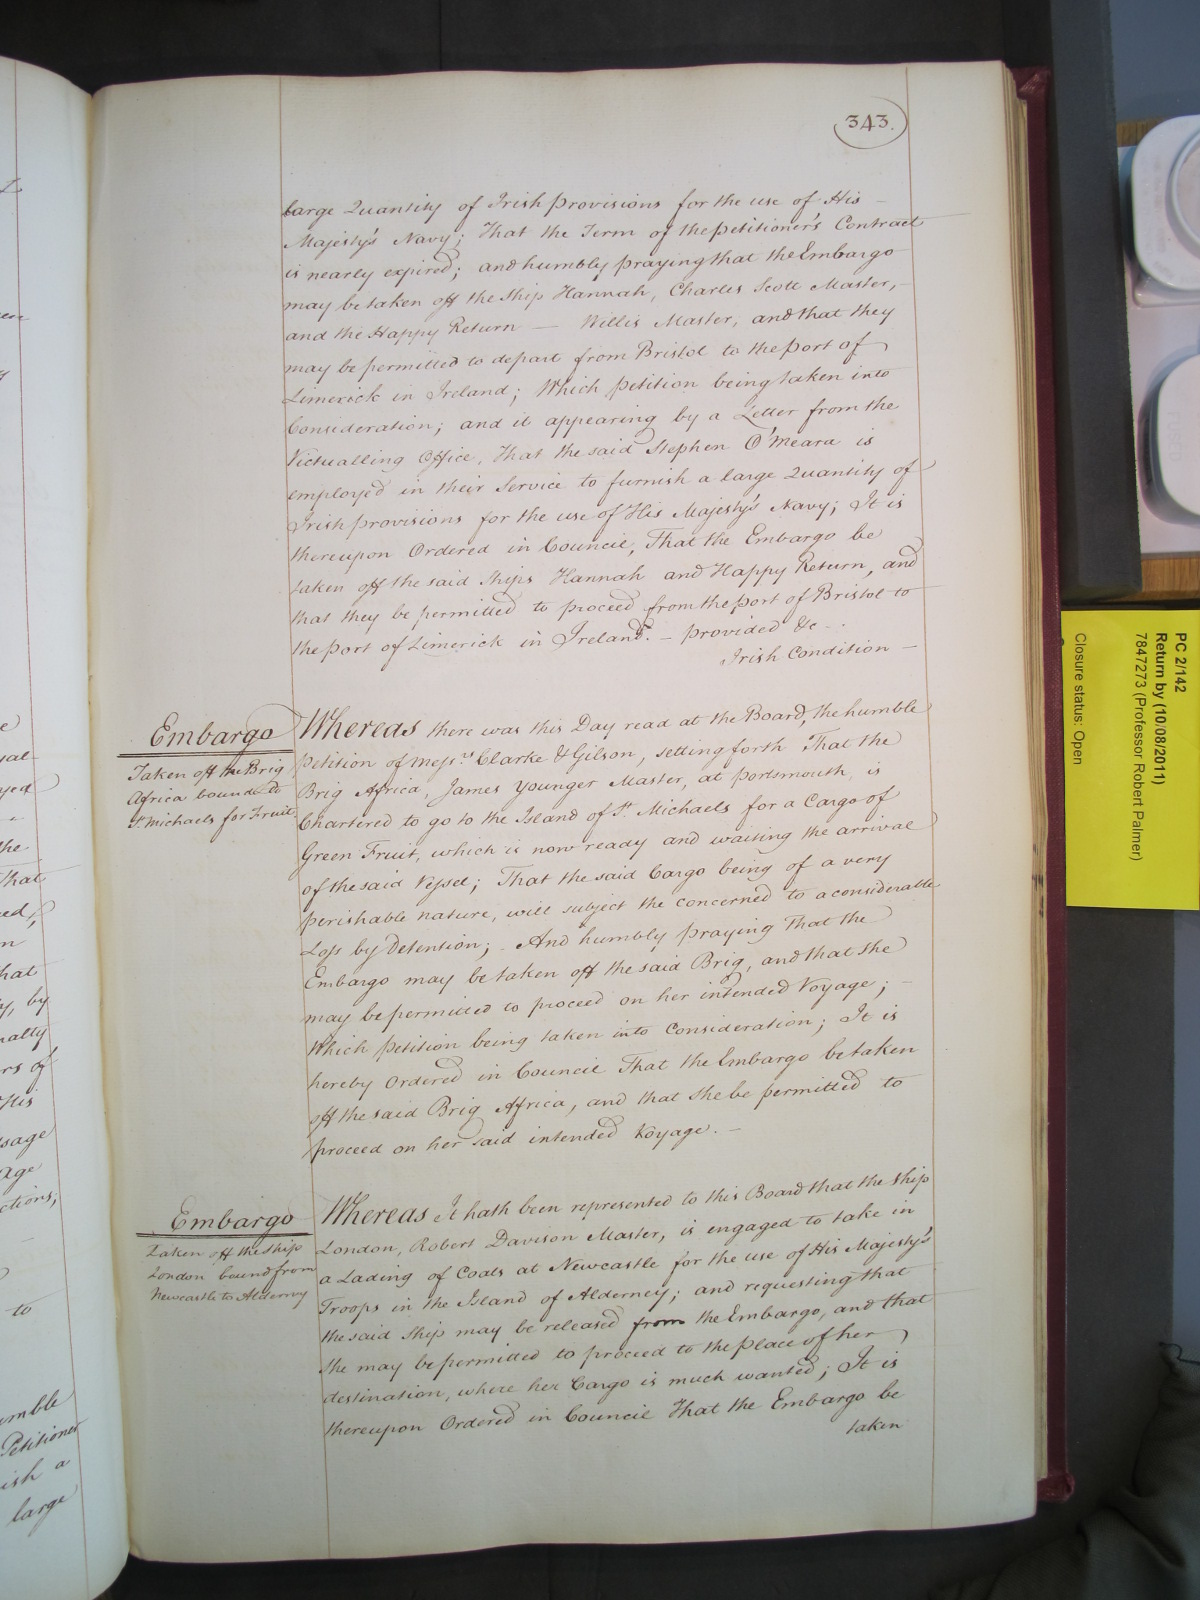 343.
large Quantity of Irish provisions for the use of His –
Majesty's Navy; That the Term of the petitioner's Contract
is nearly expired; and humbly praying that the Embargo
may be taken off the Ship Hannah, Charles Scott Master, –
and the Happy Return — Willis Master, and that they
may be permitted to depart from Bristol to the Port of
Limerick in Ireland; Which petition being taken into
Consideration; and it appearing by a Letter from the
Victualling Office, That the said Stephen O'Meara is
employed in their Service to furnish a large Quantity of
Irish provisions for the use of His Majesty's Navy; It is
thereupon Ordered in Council, That the Embargo be
taken off the said Ships Hannah and Happy Return, and
that they be permitted to proceed from the Port of Bristol to
the Port of Limerick in Ireland. – provided &c. –.
Irish Condition –
Embargo
Taken off the Brig
Africa bound to
St. Michaels for Fruit
Whereas there was this Day read at the Board, the humble
petition of Messrs. Clarke & Gilson, setting forth That the
Brig Africa, James Younger Master, at Portsmouth, is
Chartered to go to the Island of St. Michaels for a Cargo of
Green Fruit, which is now ready and waiting the arrival
of the said Vessel; That the said Cargo being of a very
perishable nature, will subject the concerned to a considerable
Loss by Detention; – And humbly praying That the
Embargo may be taken off the said Brig, and that She
may be permitted to proceed on her intended Voyage; –
Which petition being taken into Consideration; It is
hereby Ordered in Council That the Embargo be taken
off the said Brig Africa, and that She be permitted to
proceed on her said intended Voyage. –
Embargo
Taken off the Ship
London bound from
Newcastle to Alderney
Whereas It hath been represented to this Board that the Ship
London, Robert Davison Master, is engaged to take in
a Lading of Coals at Newcastle for the use of His Majesty's
Troops in the Island of Alderney; and requesting that
the said Ship may be released from the Embargo, and that
She may be permitted to proceed to the place of her
destination, where her Cargo is much wanted; It is
thereupon Ordered in Council That the Embargo be
taken
PC 2/142
Return by (10/08/2011)
7847273 (Professor Robert Palmer)
Closure status: Open
the
That
hat
by
nalty
rs of
His
ssage
age
ctions;
to
umble
Petitioner
ish a
large